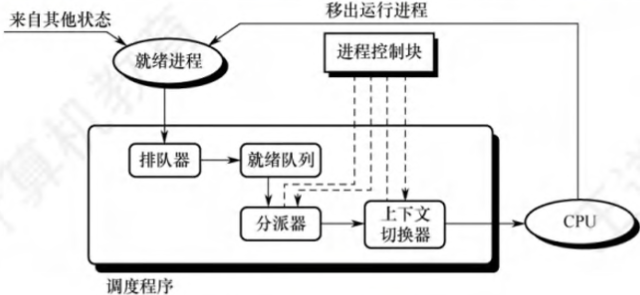 来自其他状态
移出运行进程
就绪进程
进程控制块
排队器
就绪队列
分派器
上下文
切换器
CPU
调度程序